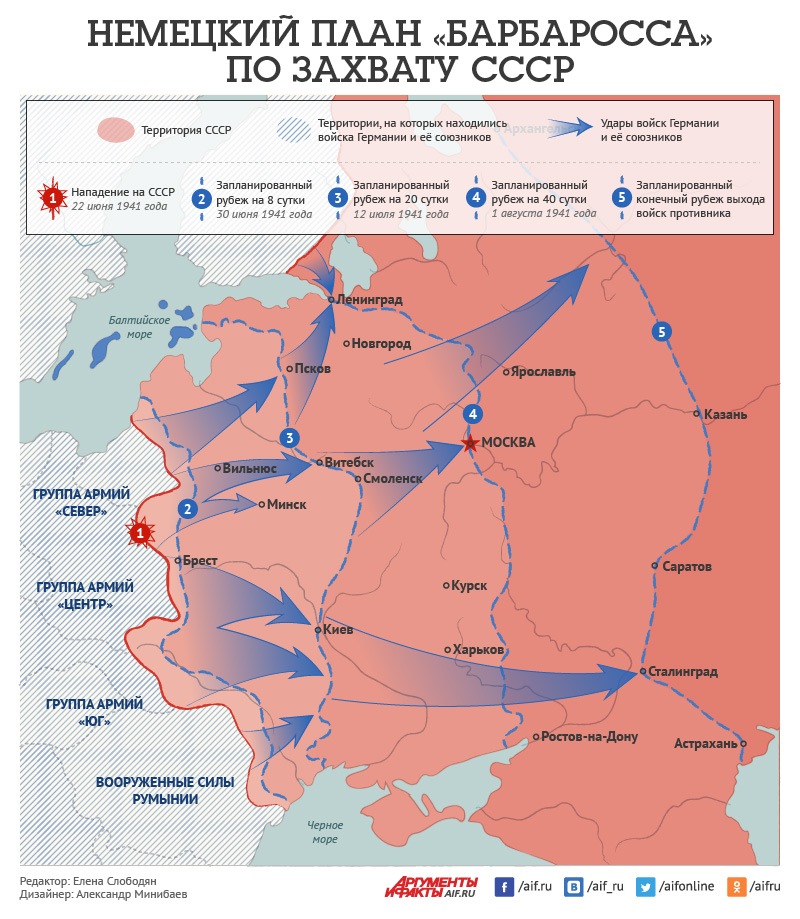 НЕМЕЦКИЙ ПЛАН «БАРБАРОССА»
ПО ЗАХВАТУ СССР
Территория СССР
Территории, на которых находились
войска Германии и её союзников
Архангельск
Удары войск Германии
и её союзников
1
Нападение на СССР
22 июня 1941 года
2
Запланированный
рубеж на 8 сутки
30 июня 1941 года
3
Запланированный
рубеж на 20 сутки
12 июля 1941 года
4
Запланированный
рубеж на 40 сутки
1 августа 1941 года
5
Запланированный
конечный рубеж выхода
войск противника
Ленинград
Балтийское
море
5
Новгород
Псков
Ярославль
4
Казань
3
МОСКВА
Витебск
Вильнюс
Смоленск
ГРУППА АРМИЙ
«СЕВЕР»
2
Минск
1
Брест
Саратов
ГРУППА АРМИЙ
«ЦЕНТР»
Курск
Киев
Харьков
Сталинград
ГРУППА АРМИЙ
«ЮГ»
Ростов-на-Дону
Астрахань
ВООРУЖЕННЫЕ СИЛЫ
РУМЫНИИ
Черное
море
Редактор: Елена Слободян
Дизайнер: Александр Минибаев
АРГУМЕНТЫ
И ФАКТЫ AIF.RU
f /aif.ru
B /aif_ru
/aifonline
/aifru